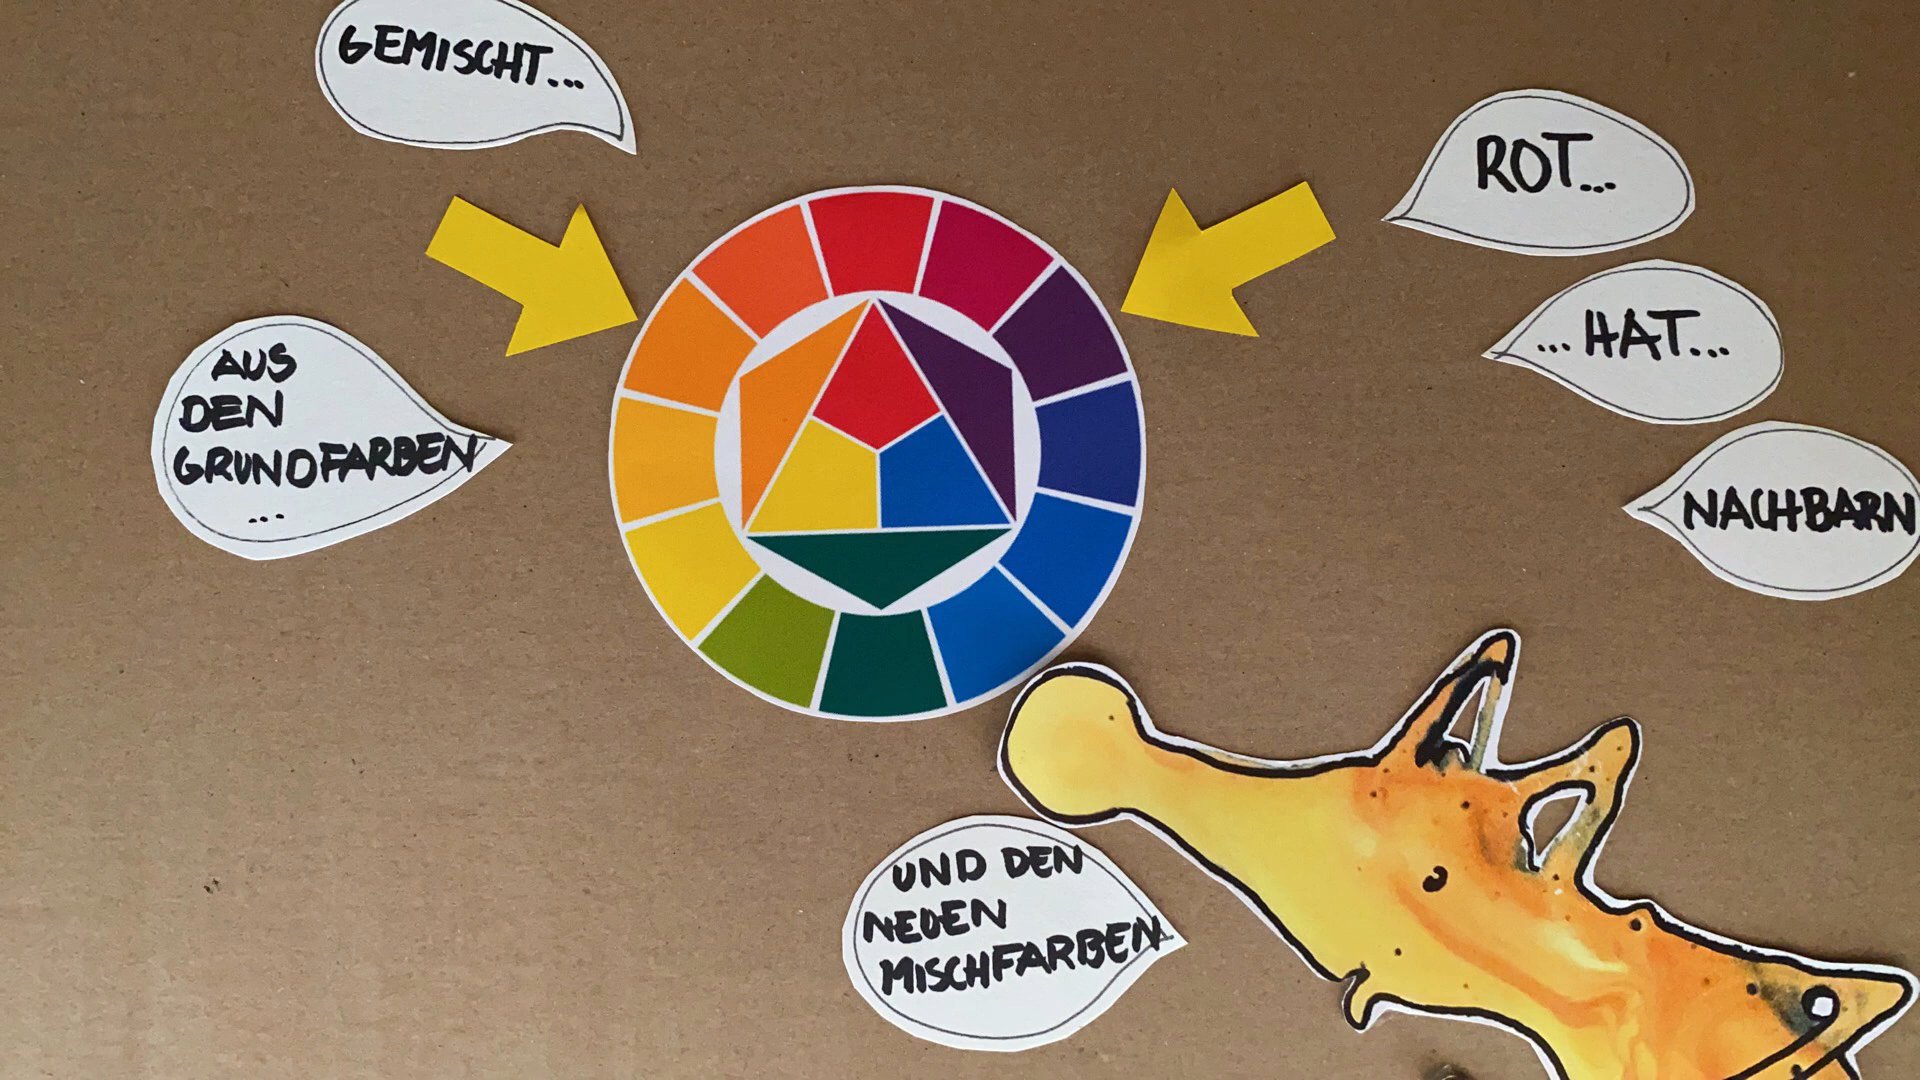 GEMISCHT...
ROT...
...HAT...
NACHBARN
AUS
DEN
GRUNDFARBEN
...
UND DEN
NEUEN
MISCHFARBEN